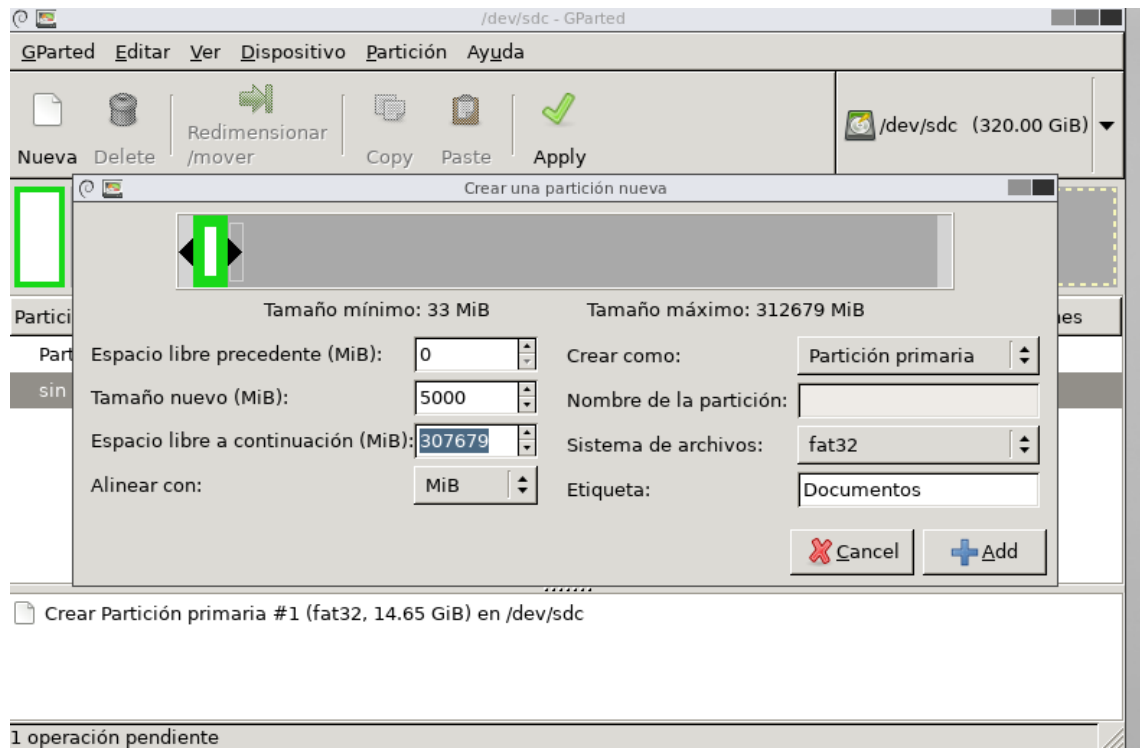 /dev/sdc - GParted
GParted Editar Ver Dispositivo Partición Ayuda
Nueva Delete Redimensionar
/mover Copy Paste Apply /dev/sdc (320.00 GiB)
Crear una partición nueva
Tamaño mínimo: 33 MiB Tamaño máximo: 312679 MiB
Espacio libre precedente (MiB): 0 Crear como: Partición primaria
Tamaño nuevo (MiB): 5000 Nombre de la partición:
Espacio libre a continuación (MiB): 307679 Sistema de archivos: fat32
Alinear con: MiB Etiqueta: Documentos
Cancel Add
Partici
Part
sin
nes
Crear Partición primaria #1 (fat32, 14.65 GiB) en /dev/sdc
1 operación pendiente